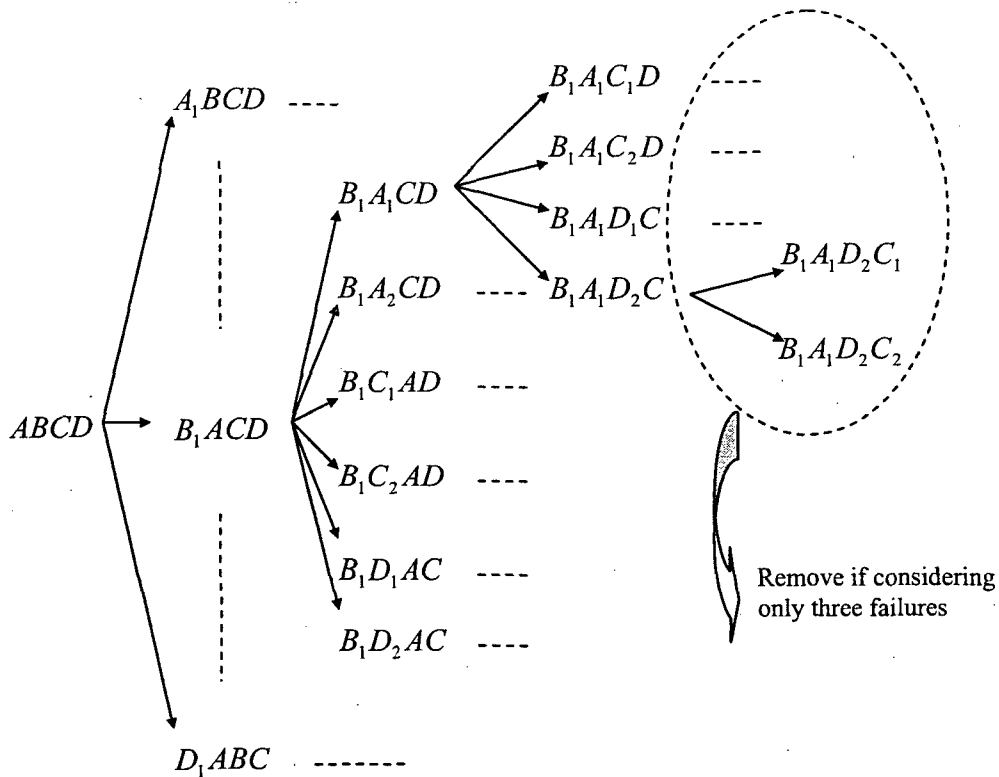 B₁A₁C₁D
A₁BCD
B₁A₁C₂D
B₁A₁CD
B₁A₁D₁C
B₁A₁D₂C₁
B₁A₂CD
B₁A₁D₂C
B₁A₁D₂C₂
B₁C₁AD
ABCD
B₁ACD
B₁C₂AD
B₁D₁AC
Remove if considering
only three failures
B₁D₂AC
D₁ABC